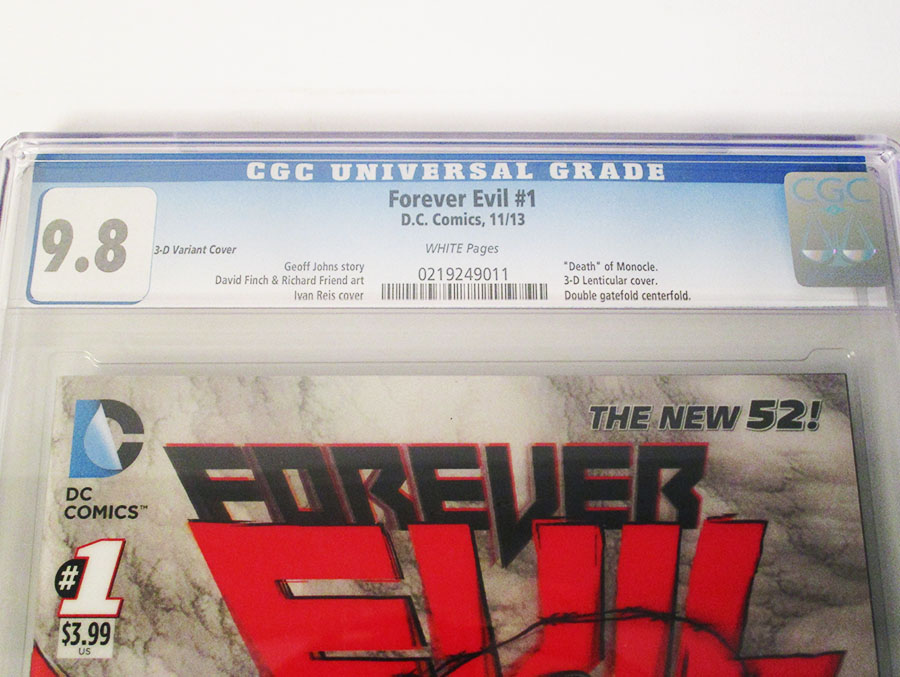 CGC UNIVERSAL GRADE
9.8
3-D Variant Cover
Geoff Johns story
David Finch & Richard Friend art
Ivan Reis cover
Forever Evil #1
D.C. Comics, 11/13
WHITE Pages
0219249011
"Death" of Monocle.
3-D Lenticular cover.
Double gatefold centerfold.
CGC
THE NEW 52!
DC
COMICS™
FOREVER
EVIL
#1
$3.99
US